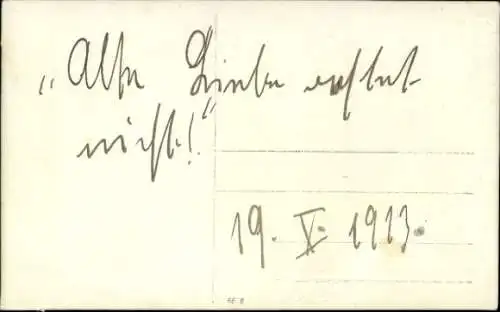 „Alte Liebe rostet
nicht!"
19. V. 1913.